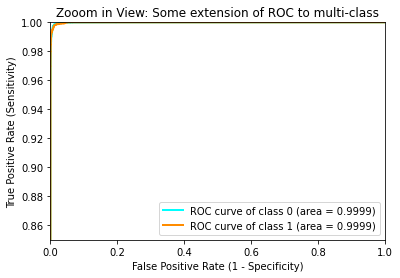 Zooom in View: Some extension of ROC to multi-class
True Positive Rate (Sensitivity)
1.00
0.98
0.96
0.94
0.92
0.90
0.88
0.86
ROC curve of class 0 (area = 0.9999)
ROC curve of class 1 (area = 0.9999)
0.0 0.2 0.4 0.6 0.8 1.0
False Positive Rate (1 - Specificity)